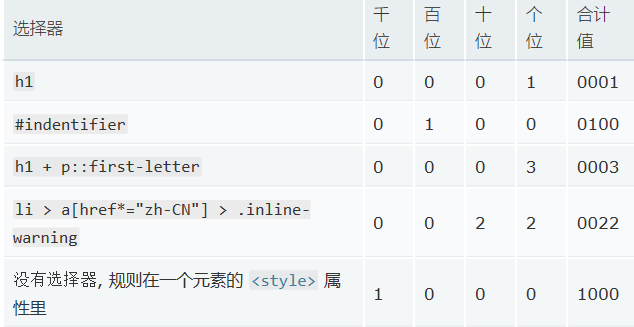 选择器 千位 百位 十位 个位 合计值
h1 0 0 0 1 0001
#indentifier 0 1 0 0 0100
h1 + p::first-letter 0 0 0 3 0003
li > a[href*="zh-CN"] > .inline-
warning 0 0 2 2 0022
没有选择器, 规则在一个元素的 <style> 属
性里 1 0 0 0 1000